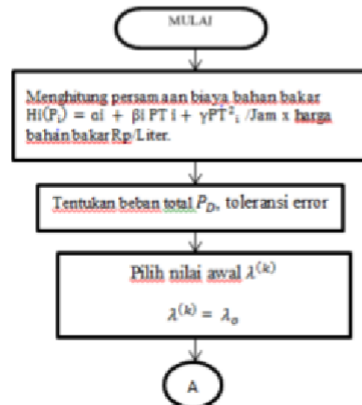 MULAI
Menghitung persamaan biaya bahan bakar
Hi(Pᵢ) = αi + βi PT i + γPT²ᵢ /Jam x harga
bahan bakar Rp/Liter.
Tentukan beban total P_D, toleransi error
Pilih nilai awal λ⁽ᵏ⁾
λ⁽ᵏ⁾ = λₒ
A